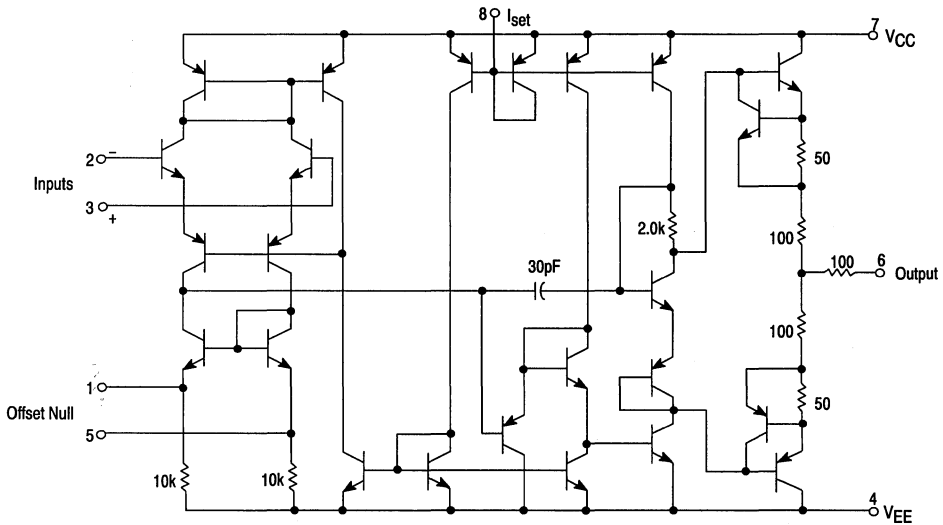 8 Iset
7 VCC
2 −
Inputs
3 +
50
2.0k
100
100 6 Output
30pF
100
1
Offset Null
5
50
10k 10k
4 VEE